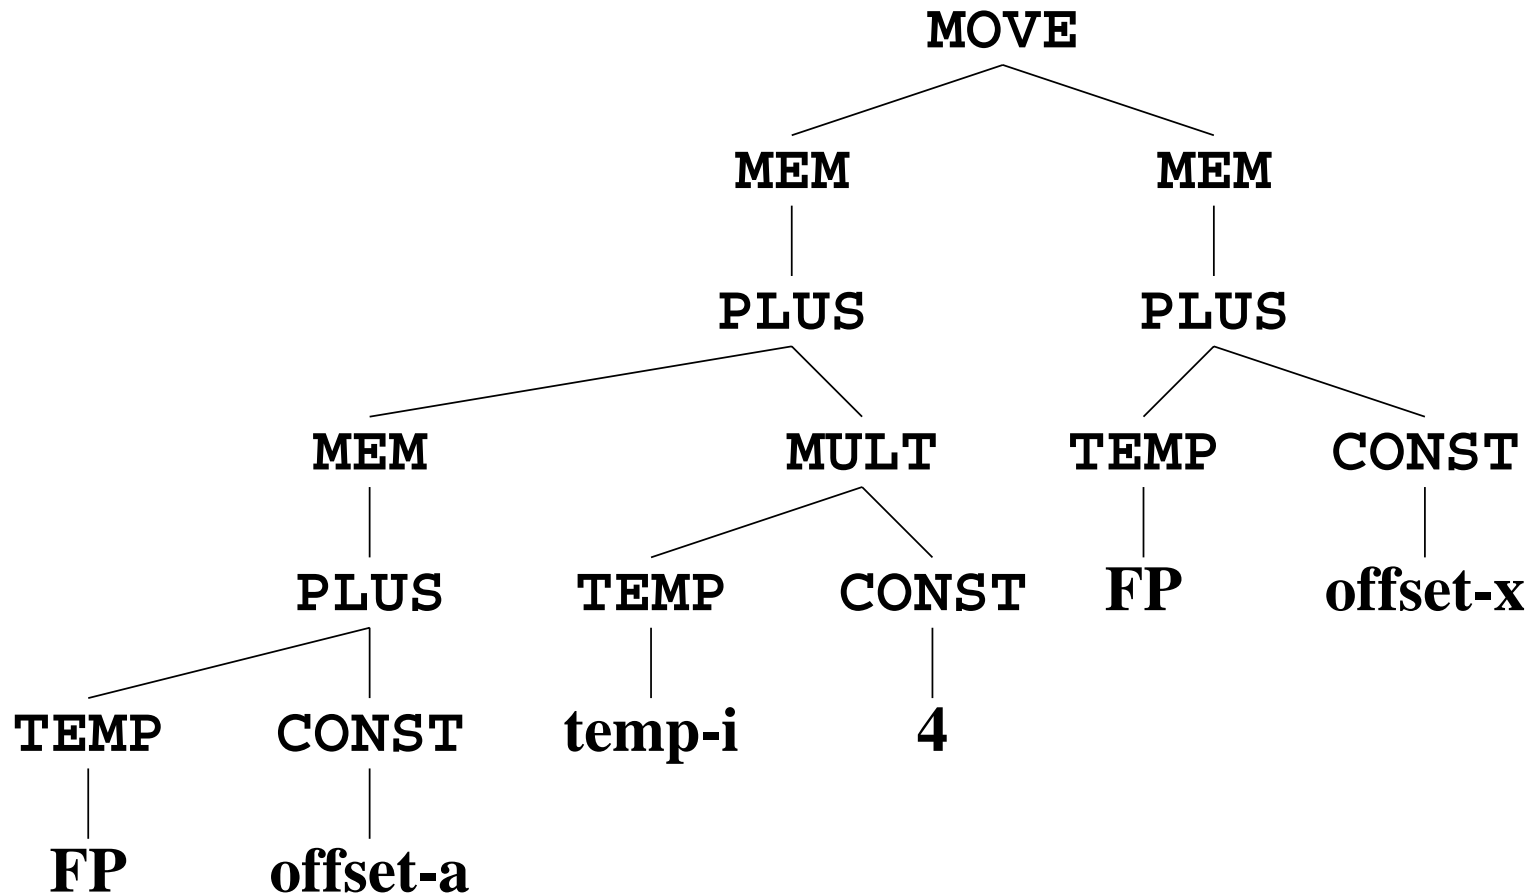 MOVE
MEM MEM
PLUS PLUS
MEM MULT TEMP CONST
PLUS TEMP CONST FP offset-x
TEMP CONST temp-i 4
FP offset-a